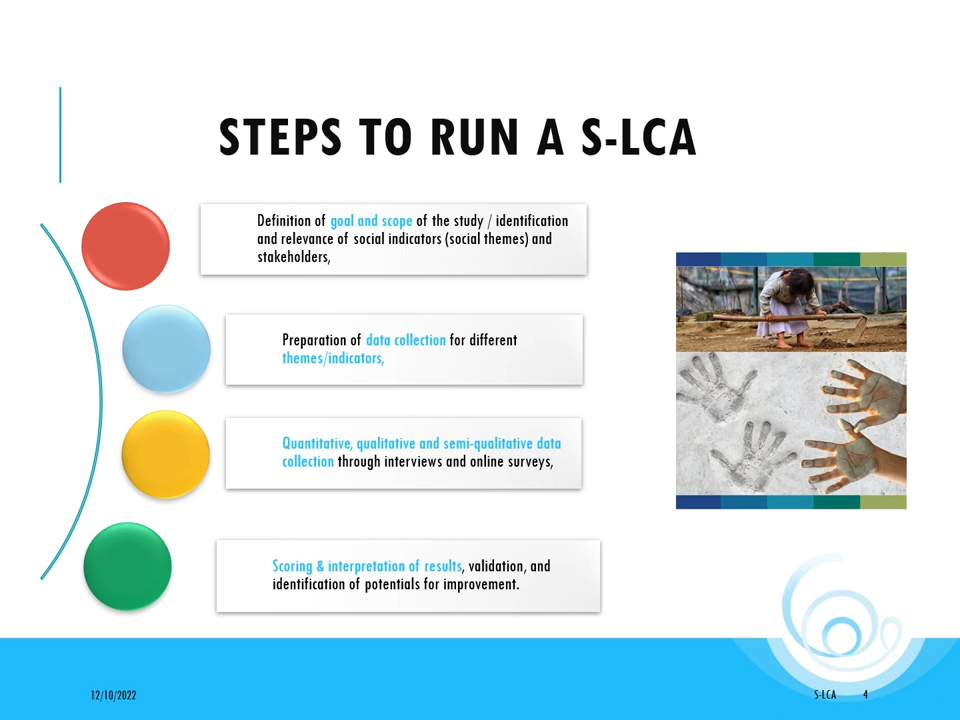 STEPS TO RUN A S-LCA
Definition of goal and scope of the study / identification
and relevance of social indicators (social themes) and
stakeholders,
Preparation of data collection for different
themes/indicators,
Quantitative, qualitative and semi-qualitative data
collection through interviews and online surveys,
Scoring & interpretation of results, validation, and
identification of potentials for improvement.
12/10/2022
S-LCA 4